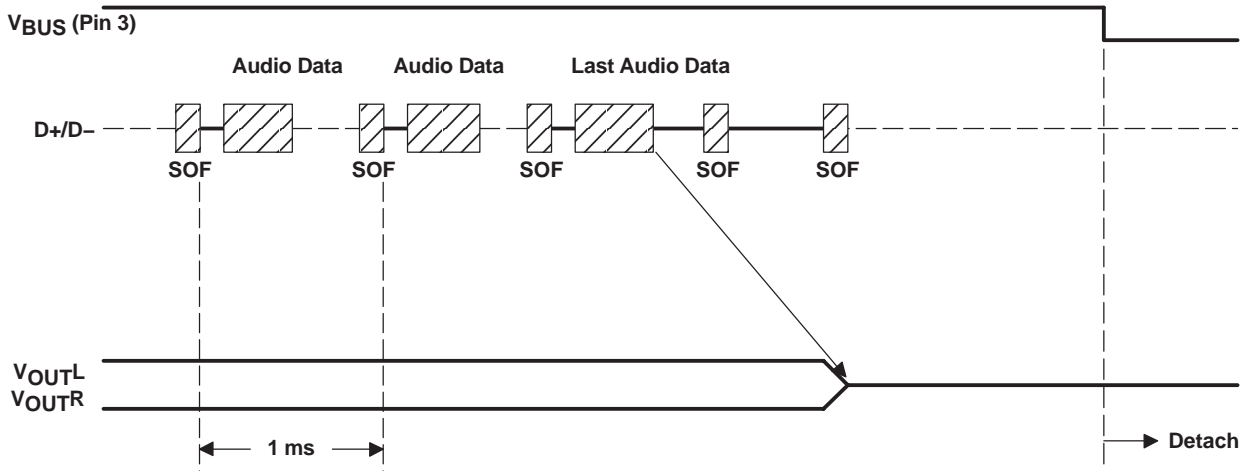 VBUS (Pin 3)
Audio Data
Audio Data
Last Audio Data
D+/D–
SOF
SOF
SOF
SOF
SOF
VOUTL
VOUTR
1 ms
Detach